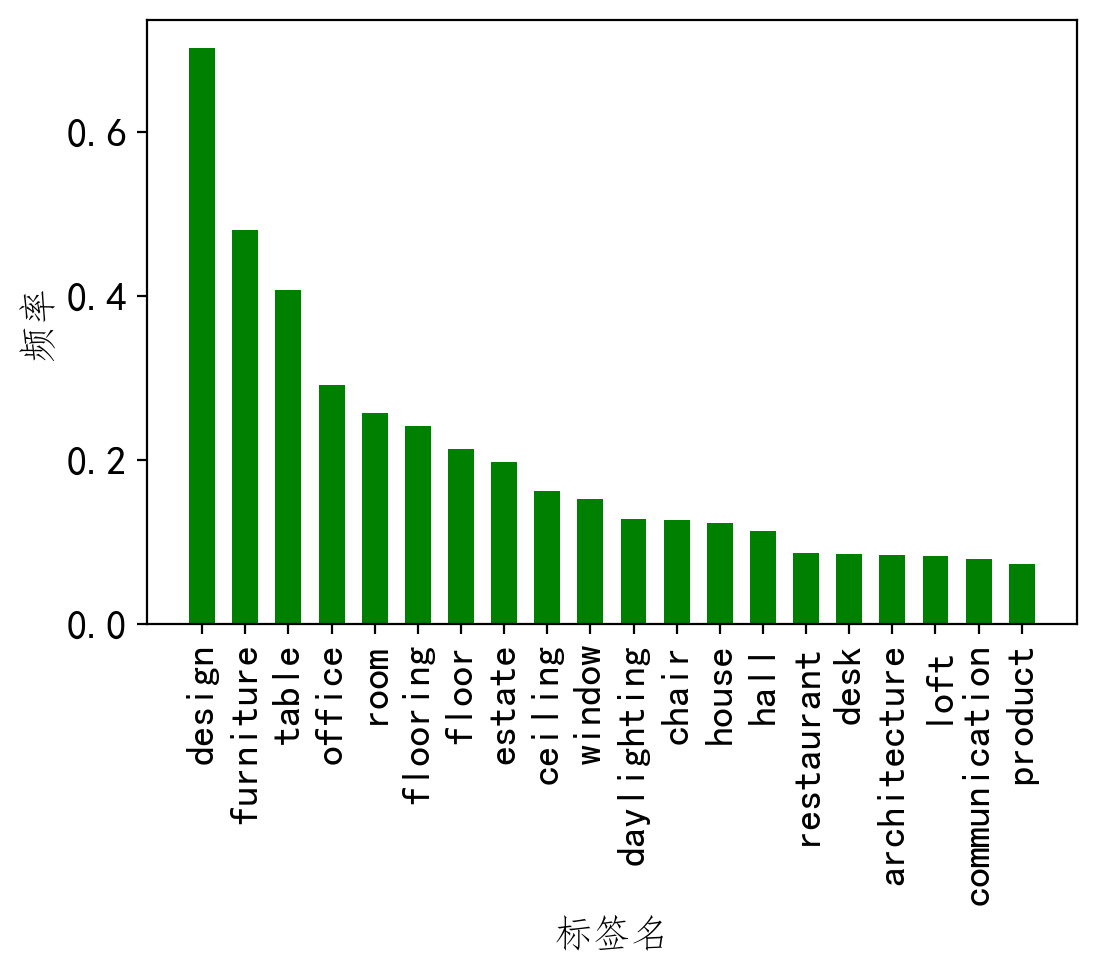 频率
0.6
0.4
0.2
0.0
design
furniture
table
office
room
flooring
floor
estate
ceiling
window
daylighting
chair
house
hall
restaurant
desk
architecture
loft
communication
product
标签名